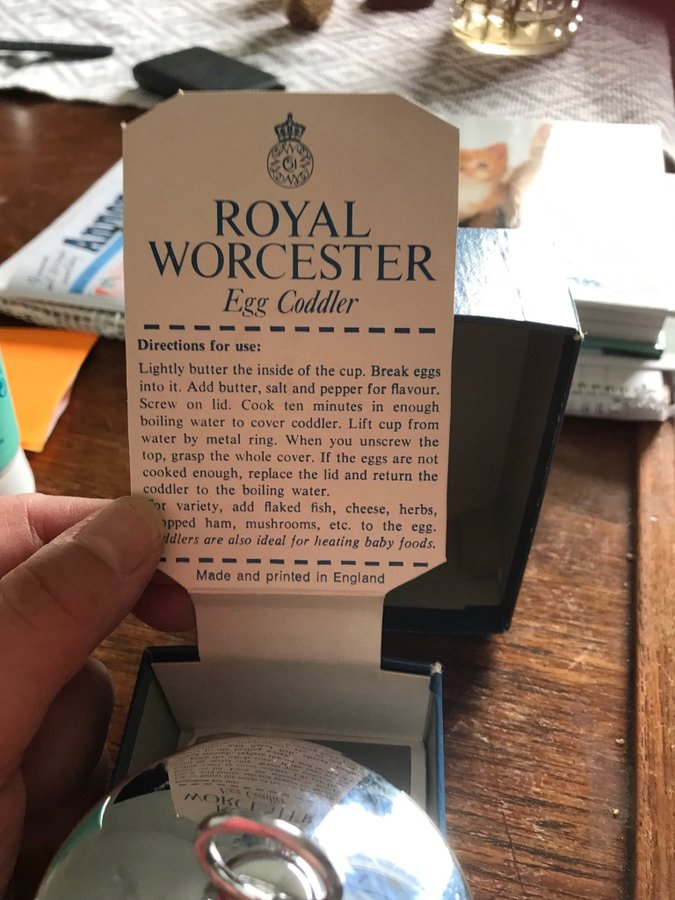 ROYAL
WORCESTER
Egg Coddler
Directions for use:
Lightly butter the inside of the cup. Break eggs
into it. Add butter, salt and pepper for flavour.
Screw on lid. Cook ten minutes in enough
boiling water to cover coddler. Lift cup from
water by metal ring. When you unscrew the
top, grasp the whole cover. If the eggs are not
cooked enough, replace the lid and return the
coddler to the boiling water.
For variety, add flaked fish, cheese, herbs,
opped ham, mushrooms, etc. to the egg.
ddlers are also ideal for heating baby foods.
Made and printed in England